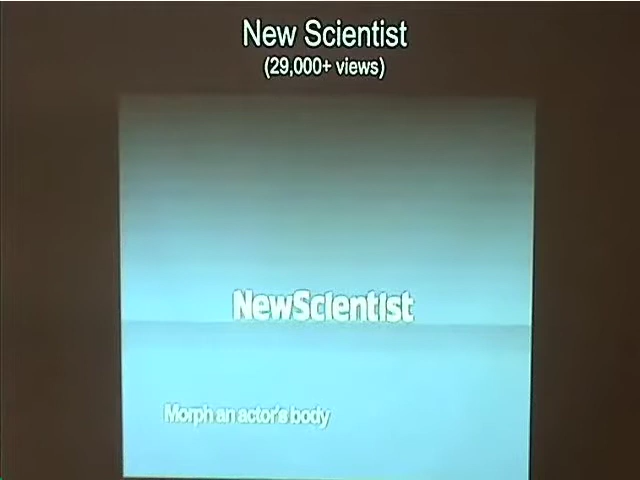 New Scientist
(29,000+ views)
NewScientist
Morph an actor's body